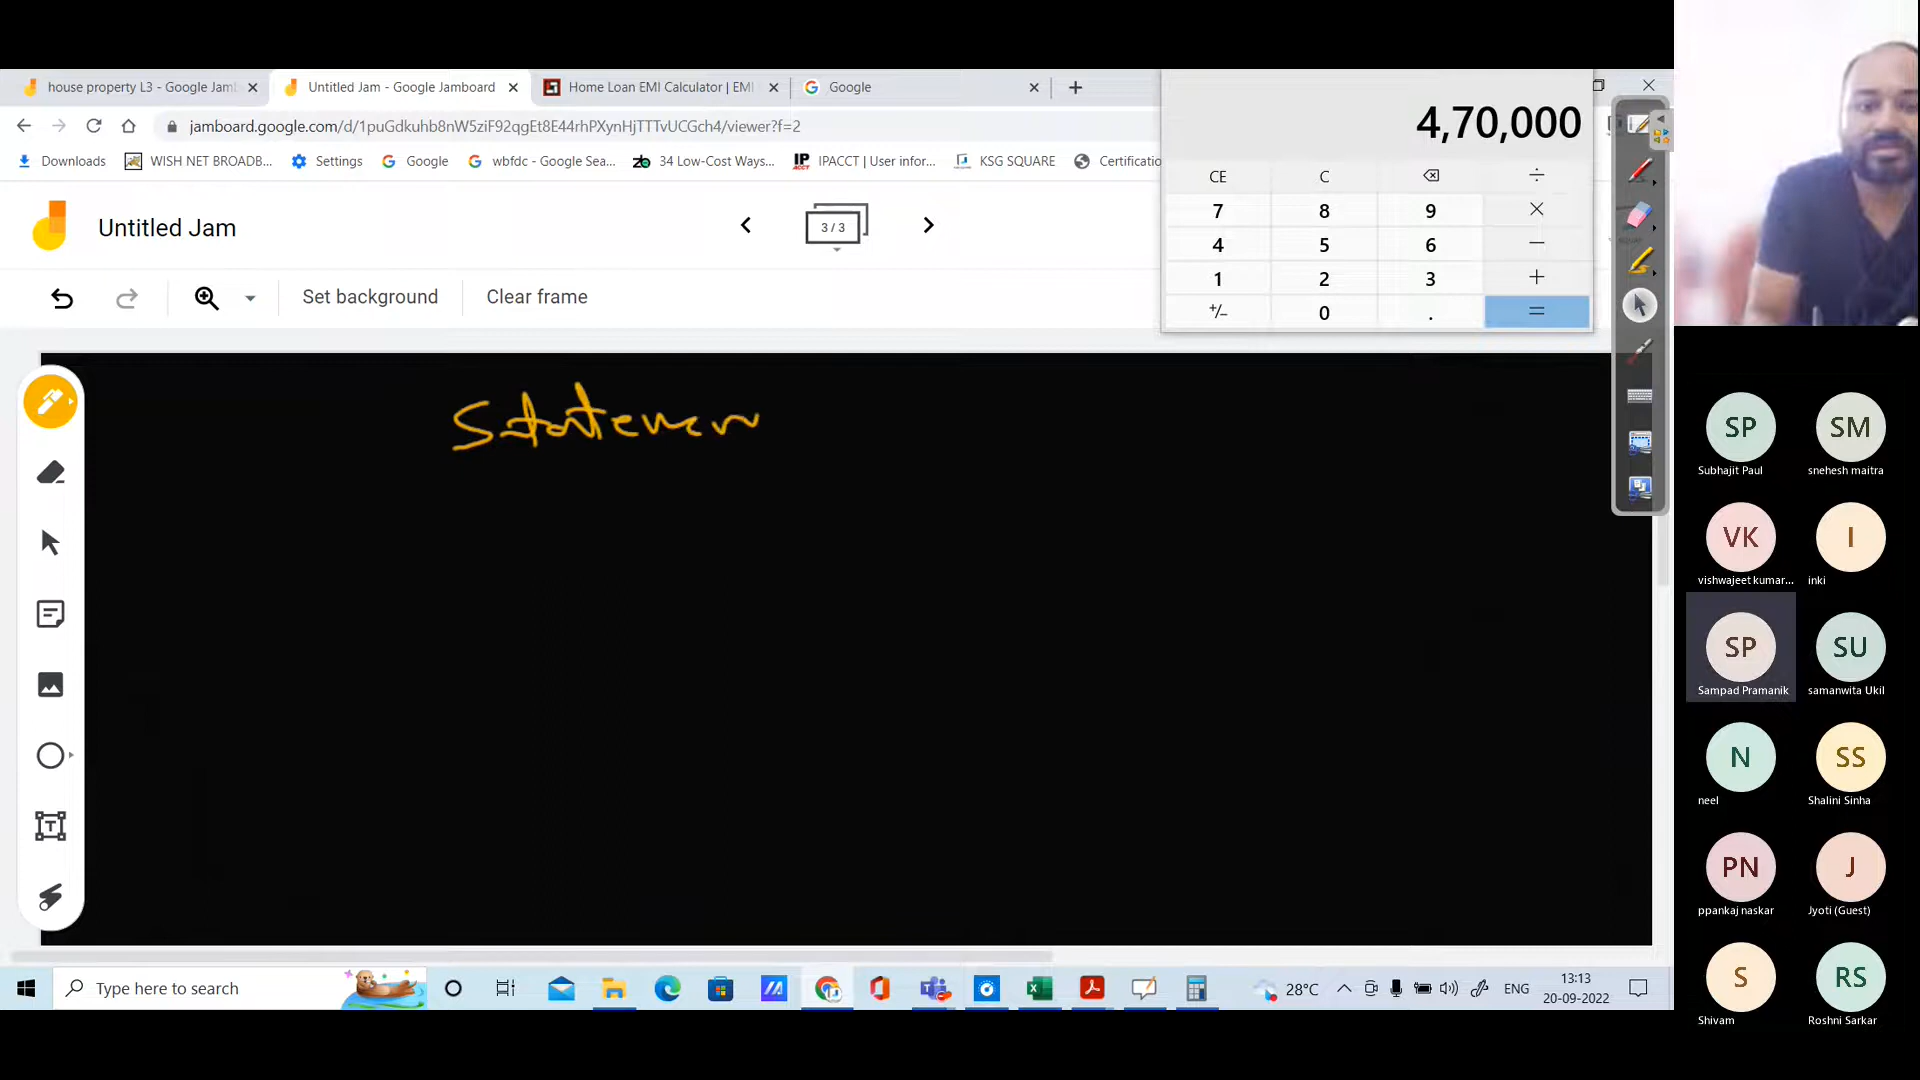 house property L3 - Google Jam
Untitled Jam - Google Jamboard
Home Loan EMI Calculator | EMI
Google
jamboard.google.com/d/1puGdkuhb8nW5ziF92qgEt8E44rhPXynHjTTTvUCGch4/viewer?f=2
Downloads
WISH NET BROADB...
Settings
Google
wbfdc - Google Sea...
34 Low-Cost Ways...
IPACCT | User infor...
KSG SQUARE
Certificatio
4,70,000
CE C ÷
7 8 9 ×
4 5 6 −
1 2 3 +
+/− 0 . =
Untitled Jam
3 / 3
Set background
Clear frame
Statemen
SP SM
Subhajit Paul snehesh maitra
VK I
vishwajeet kumar... inki
SP SU
Sampad Pramanik samanwita Ukil
N SS
neel Shalini Sinha
PN J
ppankaj naskar Jyoti (Guest)
S RS
Shivam Roshni Sarkar
Type here to search
28°C
ENG
13:13
20-09-2022